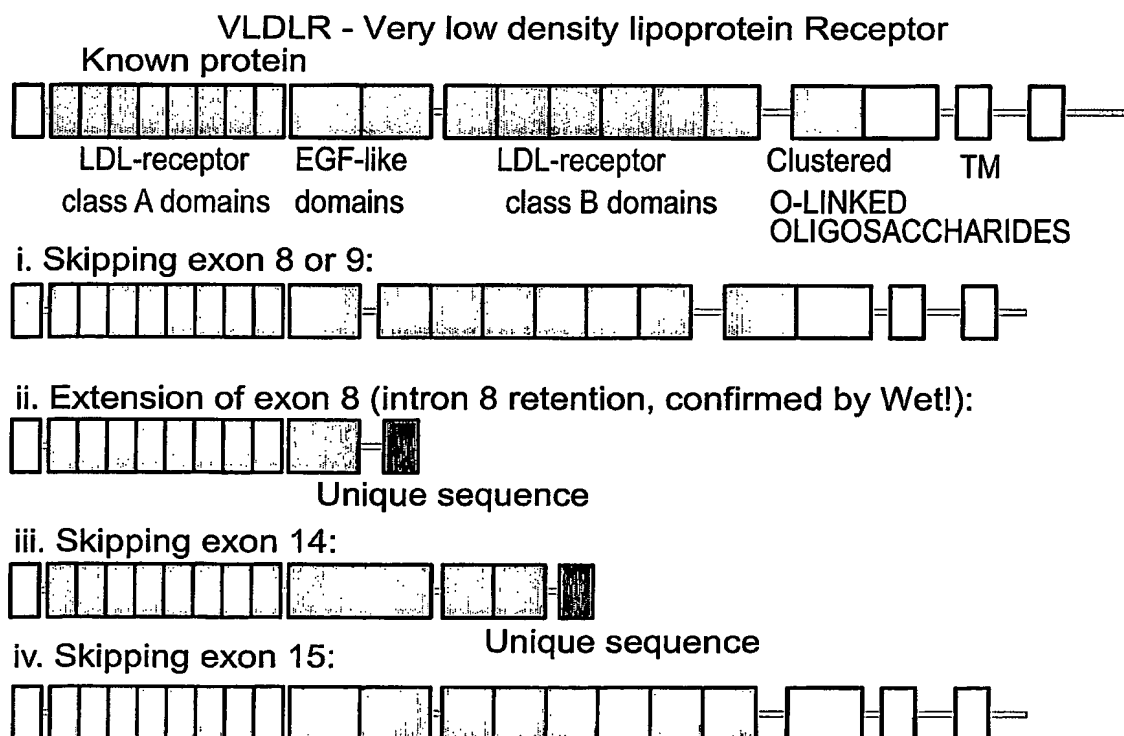 VLDLR - Very low density lipoprotein Receptor
Known protein
LDL-receptor EGF-like LDL-receptor Clustered TM
class A domains domains class B domains O-LINKED
OLIGOSACCHARIDES
i. Skipping exon 8 or 9:
ii. Extension of exon 8 (intron 8 retention, confirmed by Wet!):
Unique sequence
iii. Skipping exon 14:
Unique sequence
iv. Skipping exon 15: